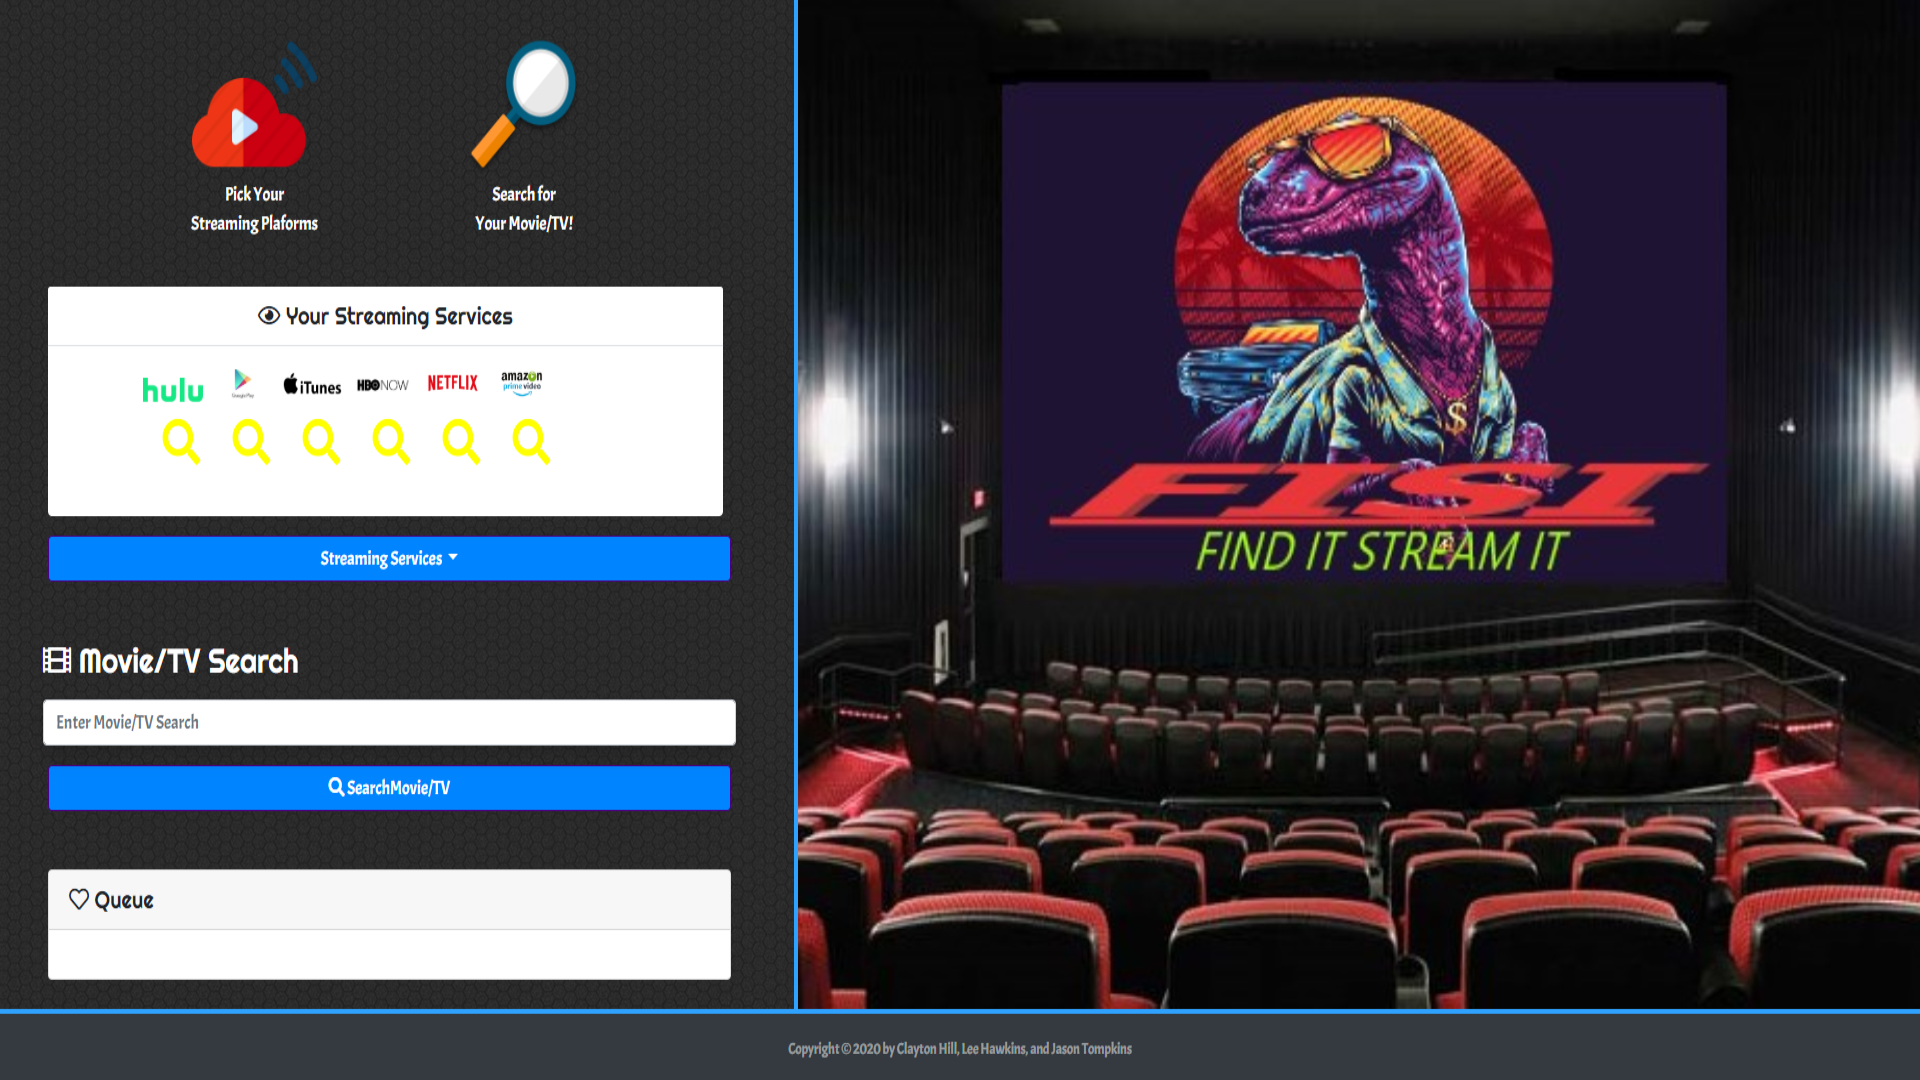 Pick Your
Streaming Plaforms
Search for
Your Movie/TV!
Your Streaming Services
hulu
Google Play
iTunes
HBO NOW
NETFLIX
amazon
prime video
Streaming Services
Movie/TV Search
Enter Movie/TV Search
SearchMovie/TV
Queue
$
FISI
FIND IT STREAM IT
Copyright © 2020 by Clayton Hill, Lee Hawkins, and Jason Tompkins